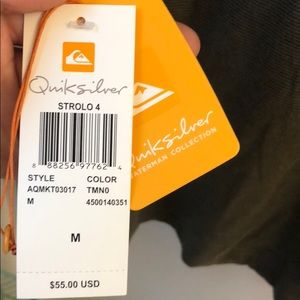 Quiksilver
STROLO 4
8 88256 97762 4
STYLE COLOR
AQMKT03017 TMN0
M 4500140351
M
$55.00 USD
Quiksilver
WATERMAN COLLECTION